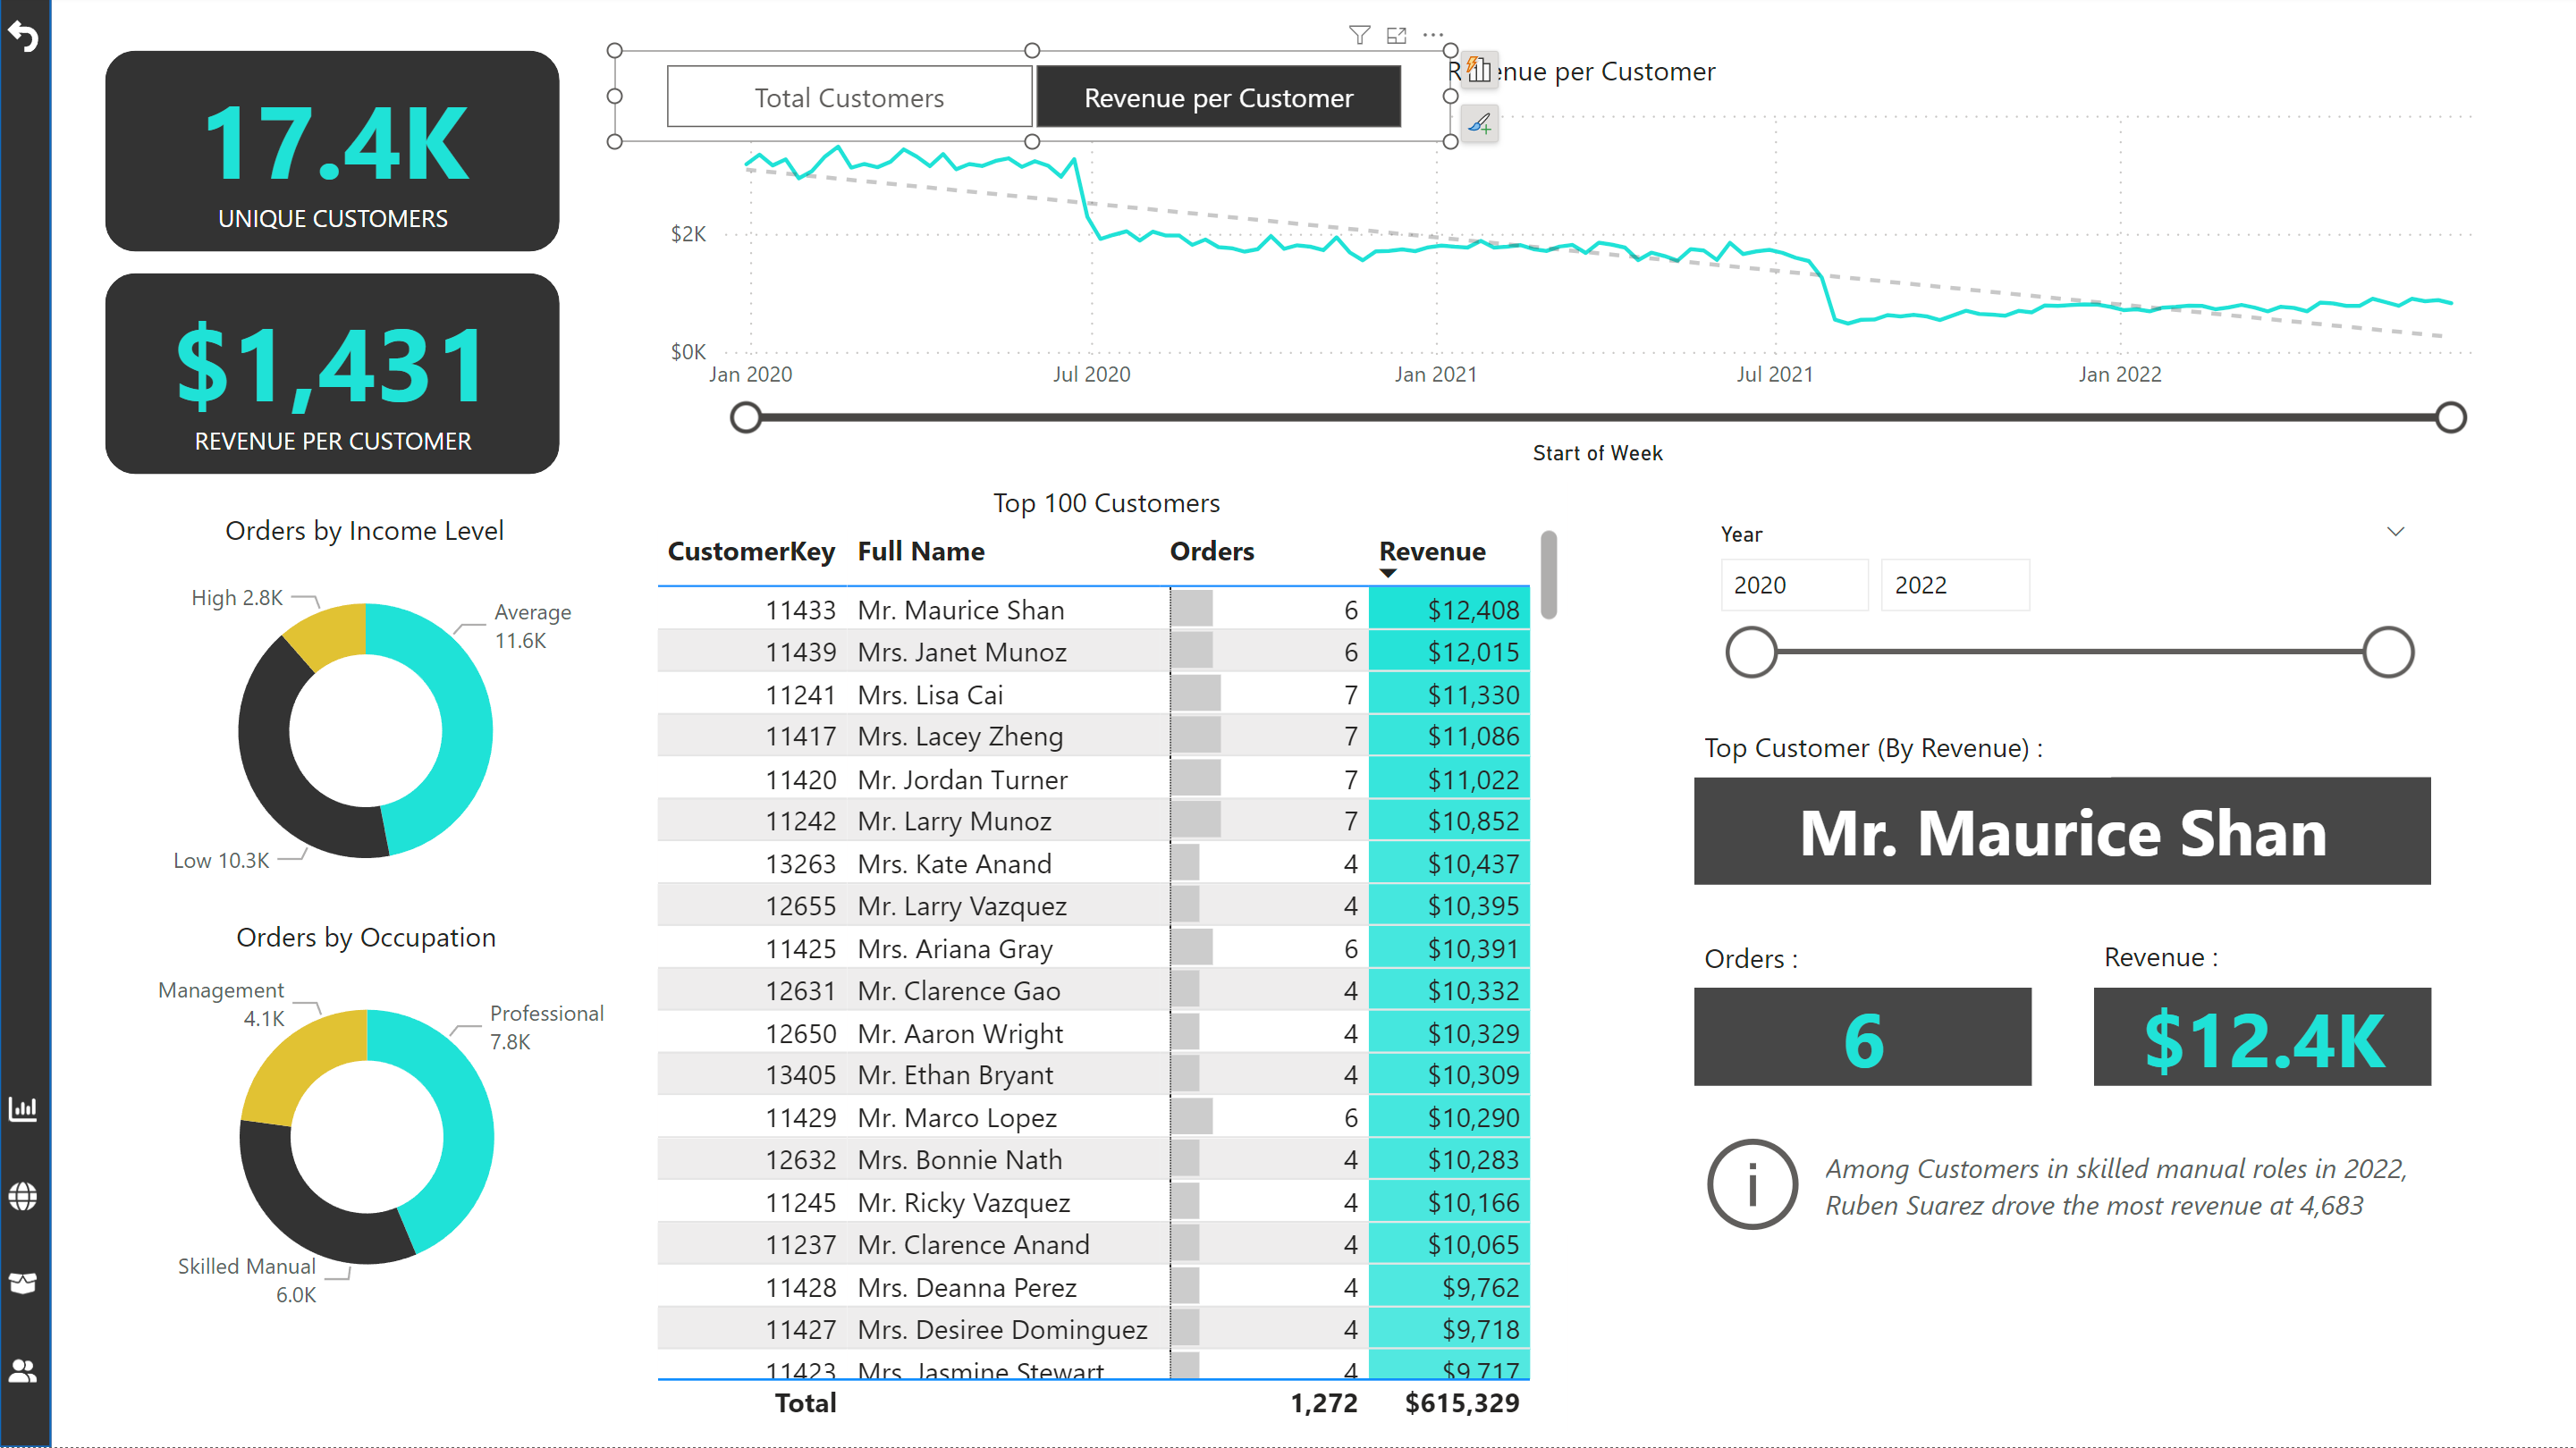 17.4K
UNIQUE CUSTOMERS
$1,431
REVENUE PER CUSTOMER
Total Customers
Revenue per Customer
nue per Customer
$2K
$0K
Jan 2020
Jul 2020
Jan 2021
Jul 2021
Jan 2022
Start of Week
Orders by Income Level
High 2.8K
Average
11.6K
Low 10.3K
Orders by Occupation
Management
4.1K
Professional
7.8K
Skilled Manual
6.0K
Top 100 Customers
CustomerKey Full Name Orders Revenue
11433 Mr. Maurice Shan 6 $12,408
11439 Mrs. Janet Munoz 6 $12,015
11241 Mrs. Lisa Cai 7 $11,330
11417 Mrs. Lacey Zheng 7 $11,086
11420 Mr. Jordan Turner 7 $11,022
11242 Mr. Larry Munoz 7 $10,852
13263 Mrs. Kate Anand 4 $10,437
12655 Mr. Larry Vazquez 4 $10,395
11425 Mrs. Ariana Gray 6 $10,391
12631 Mr. Clarence Gao 4 $10,332
12650 Mr. Aaron Wright 4 $10,329
13405 Mr. Ethan Bryant 4 $10,309
11429 Mr. Marco Lopez 6 $10,290
12632 Mrs. Bonnie Nath 4 $10,283
11245 Mr. Ricky Vazquez 4 $10,166
11237 Mr. Clarence Anand 4 $10,065
11428 Mrs. Deanna Perez 4 $9,762
11427 Mrs. Desiree Dominguez 4 $9,718
11423 Mrs. Jasmine Stewart 4 $9,717
Total 1,272 $615,329
Year
2020
2022
Top Customer (By Revenue) :
Mr. Maurice Shan
Orders :
6
Revenue :
$12.4K
i
Among Customers in skilled manual roles in 2022,
Ruben Suarez drove the most revenue at 4,683